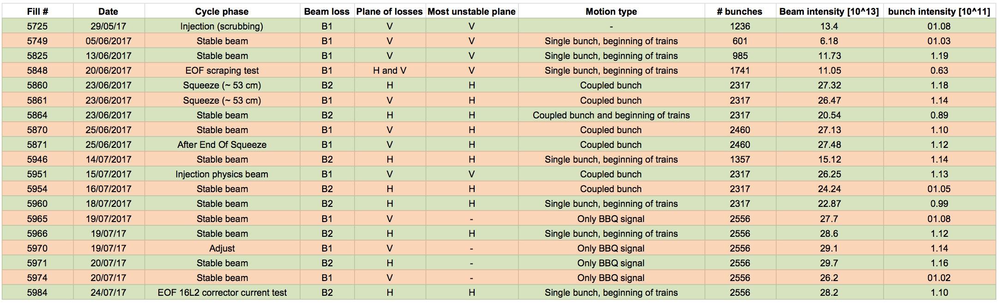 Fill # Date Cycle phase Beam loss Plane of losses Most unstable plane Motion type # bunches Beam intensity [10^13] bunch intensity [10^11]
5725 29/05/17 Injection (scrubbing) B1 V V - 1236 13.4 01.08
5749 05/06/2017 Stable beam B1 V V Single bunch, beginning of trains 601 6.18 01.03
5825 13/06/2017 Stable beam B1 V V Single bunch, beginning of trains 985 11.73 1.19
5848 20/06/2017 EOF scraping test B1 H and V V Single bunch, beginning of trains 1741 11.05 0.63
5860 23/06/2017 Squeeze (~ 53 cm) B2 H H Coupled bunch 2317 27.32 1.18
5861 23/06/2017 Squeeze (~ 53 cm) B1 V H Coupled bunch 2317 26.47 1.14
5864 23/06/2017 Stable beam B2 H H Coupled bunch and beginning of trains 2317 20.54 0.89
5870 25/06/2017 Stable beam B1 V H Coupled bunch 2460 27.13 1.10
5871 25/06/2017 After End Of Squeeze B1 V H Coupled bunch 2460 27.48 1.12
5946 14/07/2017 Stable beam B2 H H Single bunch, beginning of trains 1357 15.12 1.14
5951 15/07/2017 Injection physics beam B1 V V Coupled bunch 2317 26.25 1.13
5954 16/07/2017 Stable beam B2 H H Coupled bunch 2317 24.24 01.05
5960 18/07/2017 Stable beam B2 H H Single bunch, beginning of trains 2317 22.87 0.99
5965 19/07/2017 Stable beam B1 V - Only BBQ signal 2556 27.7 01.08
5966 19/07/17 Stable beam B2 H H Single bunch, beginning of trains 2556 28.6 1.12
5970 19/07/17 Adjust B1 V - Only BBQ signal 2556 29.1 1.14
5971 20/07/17 Stable beam B2 H - Only BBQ signal 2556 29.7 1.16
5974 20/07/17 Stable beam B1 V - Only BBQ signal 2556 26.2 01.02
5984 24/07/17 EOF 16L2 corrector current test B2 H H Single bunch, beginning of trains 2556 28.2 1.10